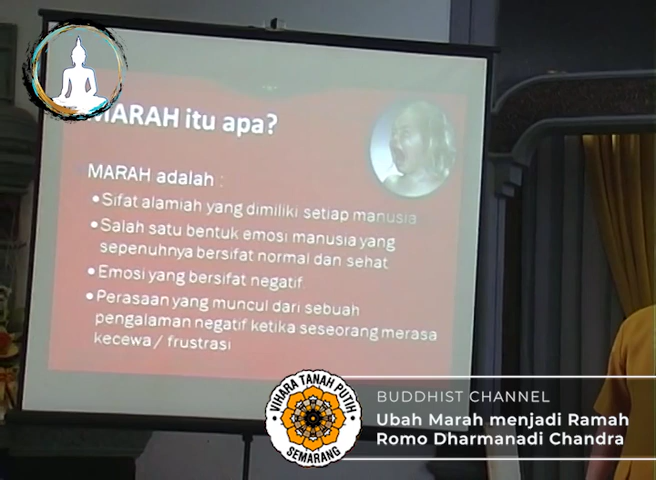 MARAH itu apa?
MARAH adalah :
• Sifat alamiah yang dimiliki setiap manusia
• Salah satu bentuk emosi manusia yang
sepenuhnya bersifat normal dan sehat
• Emosi yang bersifat negatif
• Perasaan yang muncul dari sebuah
pengalaman negatif ketika seseorang merasa
kecewa / frustrasi
VIHARA TANAH PUTIH
SEMARANG
BUDDHIST CHANNEL
Ubah Marah menjadi Ramah
Romo Dharmanadi Chandra